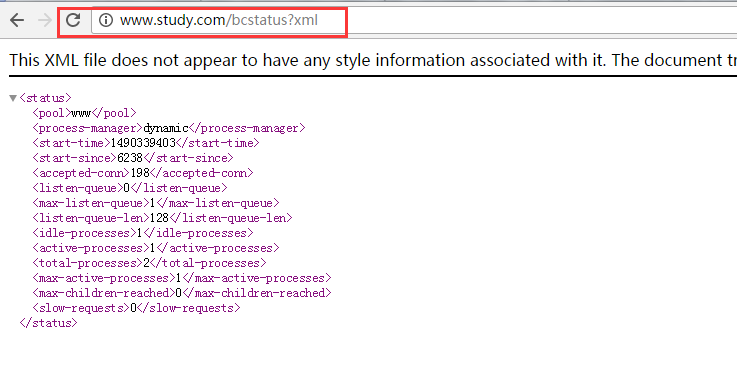 www.study.com/bcstatus?xml
This XML file does not appear to have any style information associated with it. The document tr
<status>
<pool>www</pool>
<process-manager>dynamic</process-manager>
<start-time>1490339403</start-time>
<start-since>6238</start-since>
<accepted-conn>198</accepted-conn>
<listen-queue>0</listen-queue>
<max-listen-queue>1</max-listen-queue>
<listen-queue-len>128</listen-queue-len>
<idle-processes>1</idle-processes>
<active-processes>1</active-processes>
<total-processes>2</total-processes>
<max-active-processes>1</max-active-processes>
<max-children-reached>0</max-children-reached>
<slow-requests>0</slow-requests>
</status>